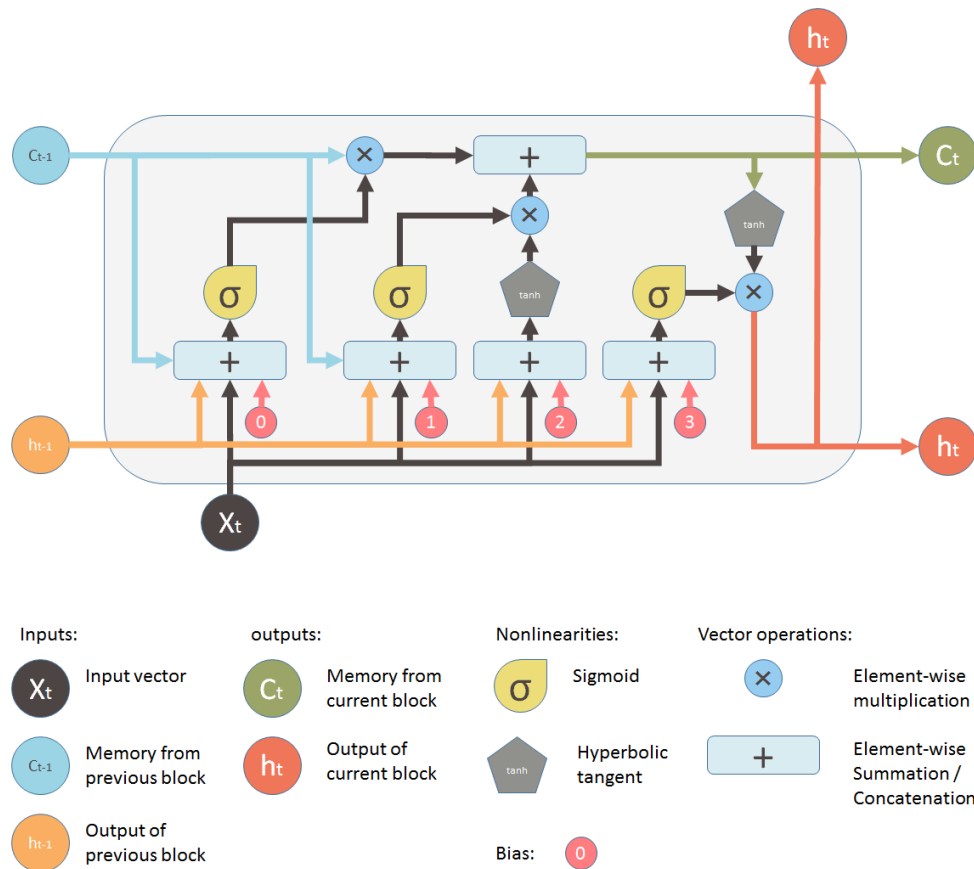 ht
Ct-1
×
+
Ct
×
tanh
σ
σ
tanh
σ
×
+
+
+
+
0
1
2
3
ht-1
ht
Xt
Inputs:
outputs:
Nonlinearities:
Vector operations:
Xt
Input vector
Ct
Memory from
current block
σ
Sigmoid
×
Element-wise
multiplication
Ct-1
Memory from
previous block
ht
Output of
current block
tanh
Hyperbolic
tangent
+
Element-wise
Summation /
Concatenation
ht-1
Output of
previous block
Bias:
0